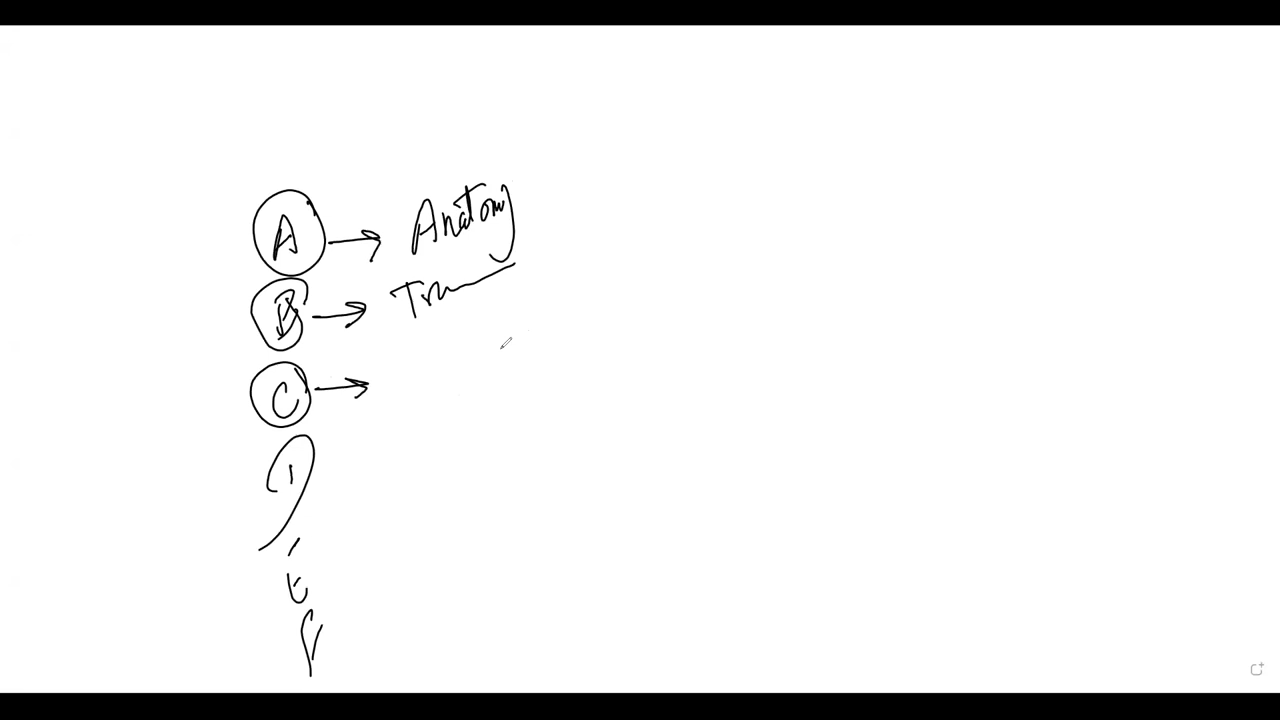 A → Anatomy
B →
C →
D
E